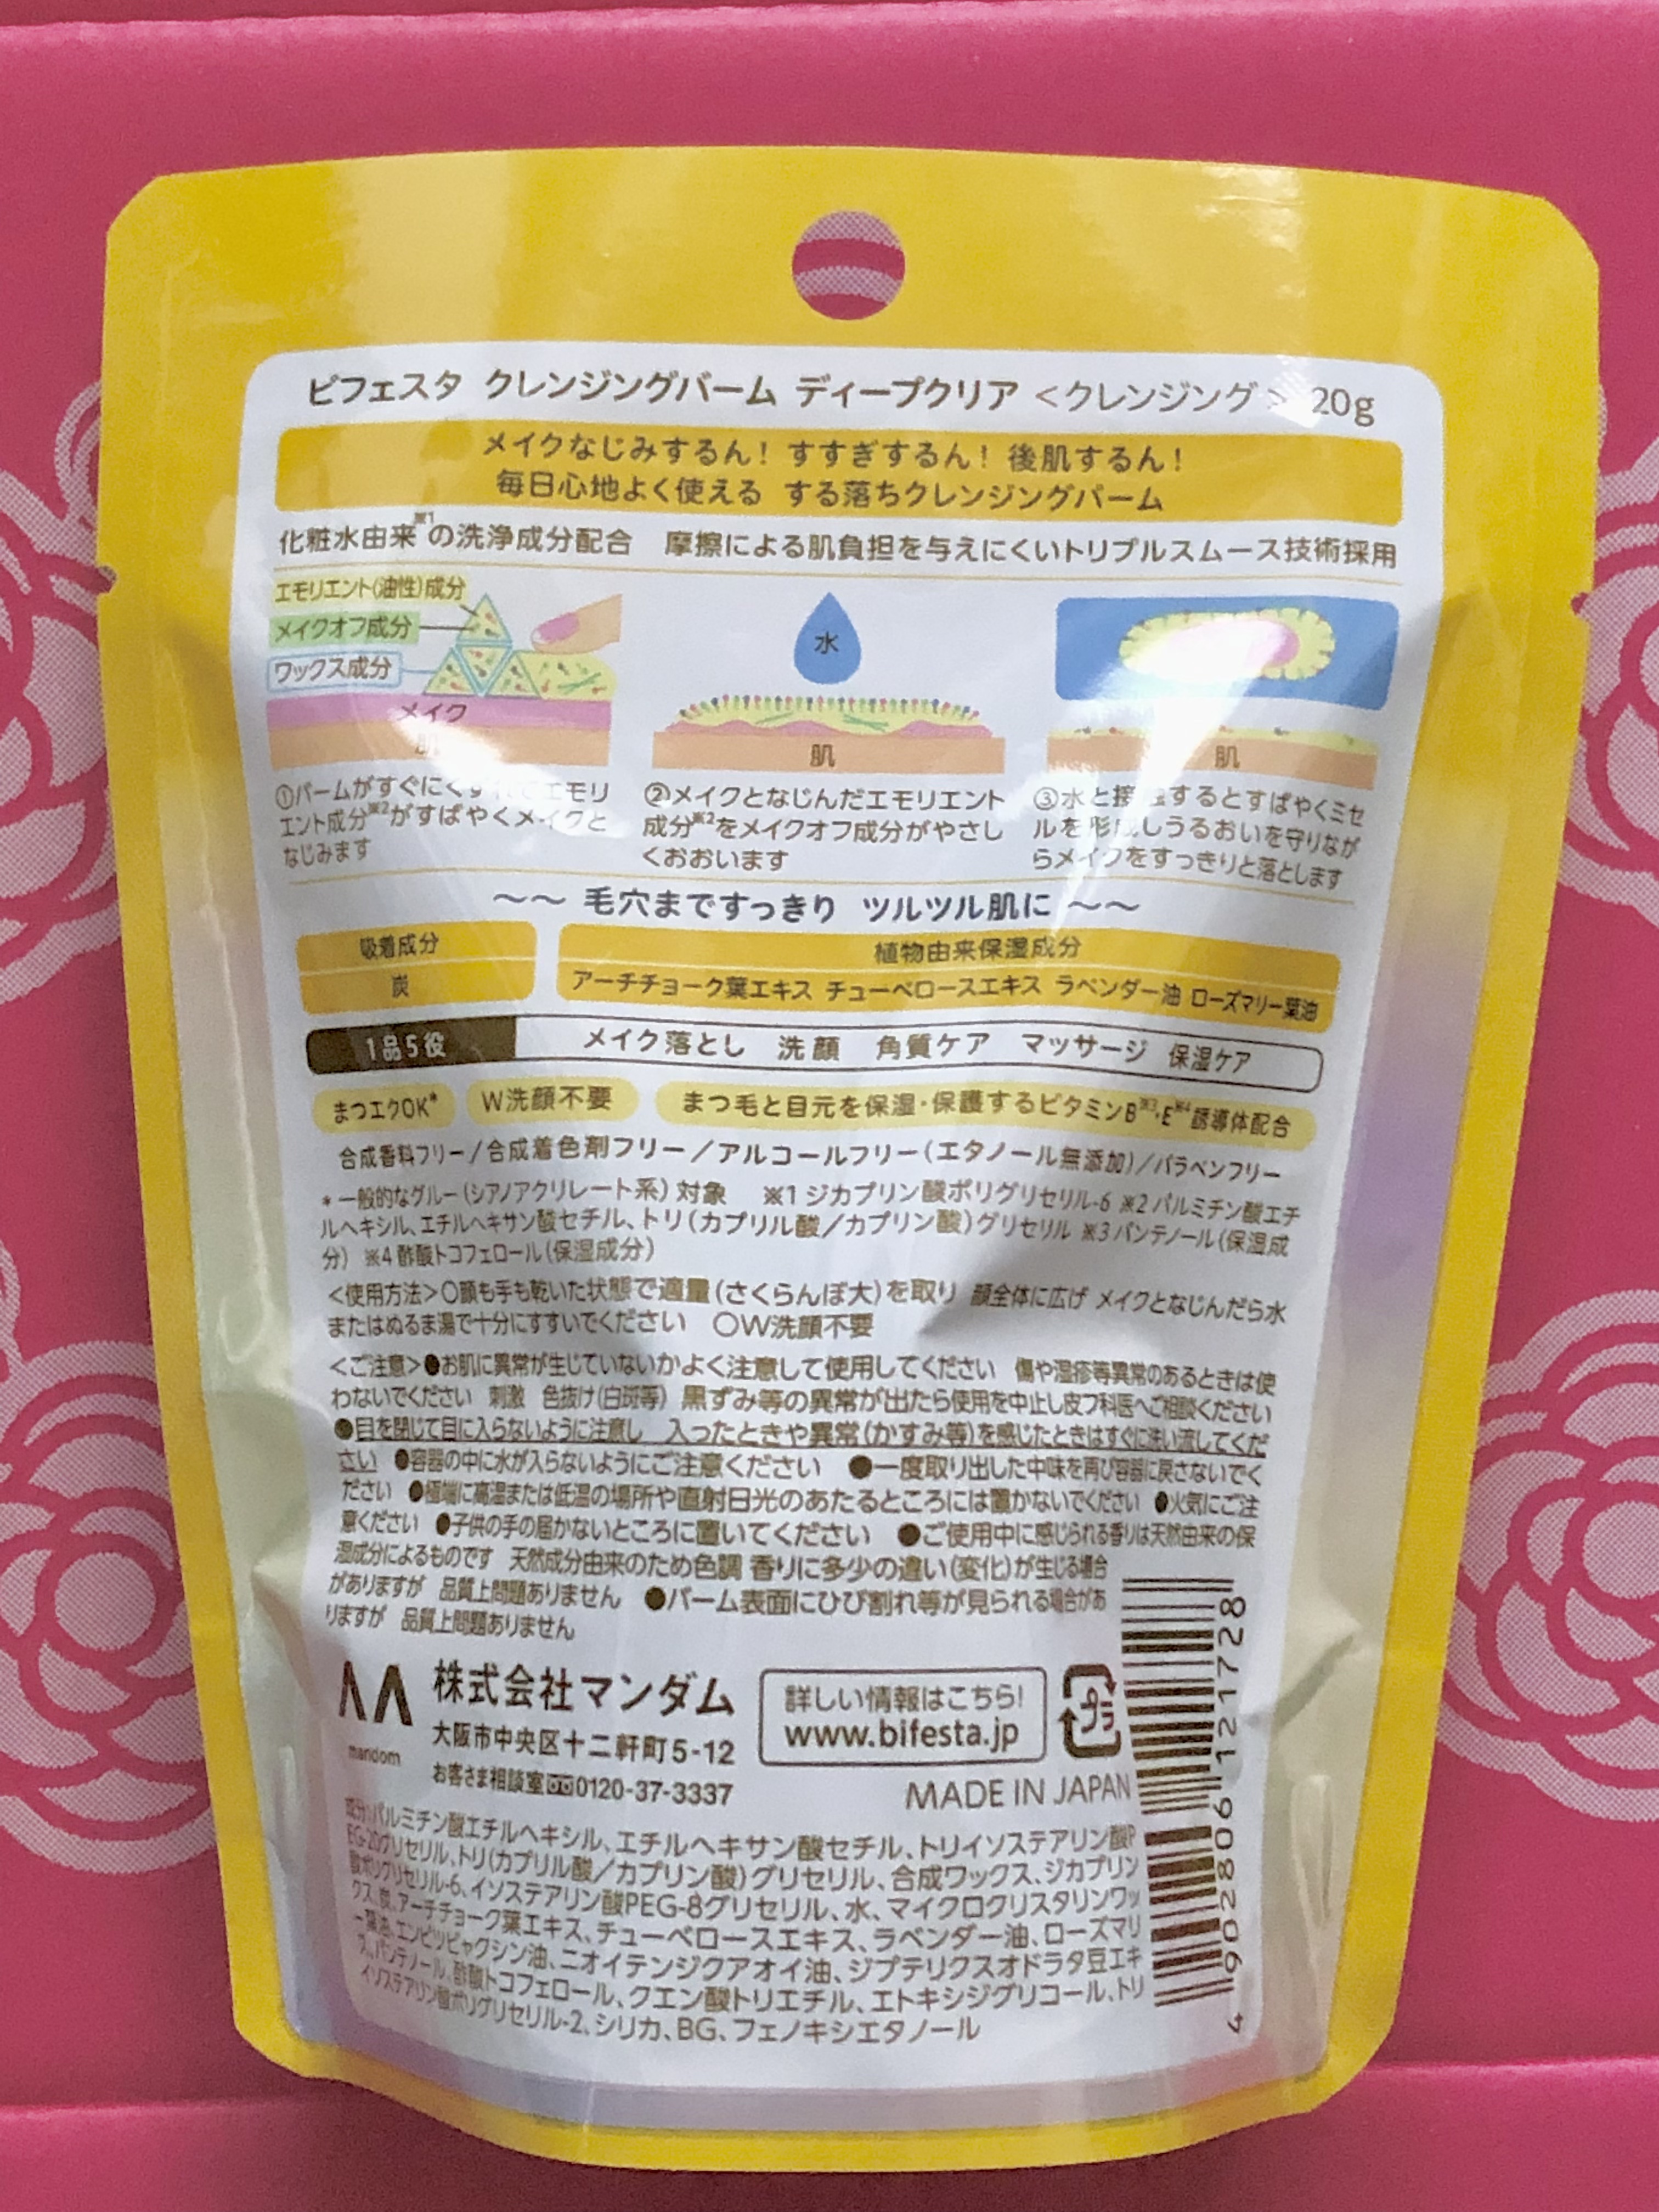 ビフェスタ クレンジングバーム ディープクリア ＜クレンジング＞ 20g
メイクなじみするん! すすぎするん! 後肌するん!
毎日心地よく使える する落ちクレンジングバーム
化粧水由来※1の洗浄成分配合 摩擦による肌負担を与えにくいトリプルスムース技術採用
エモリエント(油性)成分
メイクオフ成分
ワックス成分
メイク
肌
水
肌
肌
①バームがすぐにくずれてエモリ
エント成分※2がすばやくメイクと
なじみます
②メイクとなじんだエモリエント
成分※2をメイクオフ成分がやさし
くおおいます
③水と接触するとすばやくミセ
ルを形成しうるおいを守りなが
らメイクをすっきりと落とします
～～ 毛穴まですっきり ツルツル肌に ～～
吸着成分
炭
植物由来保湿成分
アーチチョーク葉エキス チューベロースエキス ラベンダー油 ローズマリー葉油
1品5役 メイク落とし 洗顔 角質ケア マッサージ 保湿ケア
まつエクOK* W洗顔不要 まつ毛と目元を保湿・保護するビタミンB※3・E※4誘導体配合
合成香料フリー/合成着色剤フリー/アルコールフリー(エタノール無添加)/パラベンフリー
*一般的なグルー(シアノアクリレート系)対象 ※1 ジカプリン酸ポリグリセリル-6 ※2 パルミチン酸エチ
ルヘキシル、エチルヘキサン酸セチル、トリ(カプリル酸/カプリン酸)グリセリル ※3 パンテノール(保湿成
分) ※4 酢酸トコフェロール(保湿成分)
＜使用方法＞○顔も手も乾いた状態で適量(さくらんぼ大)を取り 顔全体に広げ メイクとなじんだら水
またはぬるま湯で十分にすすいでください ○W洗顔不要
＜ご注意＞●お肌に異常が生じていないかよく注意して使用してください 傷や湿疹等異常のあるときは使
わないでください 刺激 色抜け(白斑等) 黒ずみ等の異常が出たら使用を中止し皮フ科医へご相談ください
●目を閉じて目に入らないように注意し 入ったときや異常(かすみ等)を感じたときはすぐに洗い流してくだ
さい ●容器の中に水が入らないようにご注意ください ●一度取り出した中味を再び容器に戻さないでく
ださい ●極端に高温または低温の場所や直射日光のあたるところには置かないでください ●火気にご注
意ください ●子供の手の届かないところに置いてください ●ご使用中に感じられる香りは天然由来の保
湿成分によるものです 天然成分由来のため色調 香りに多少の違い(変化)が生じる場合
がありますが 品質上問題ありません ●バーム表面にひび割れ等が見られる場合があ
りますが 品質上問題ありません
mandom
株式会社マンダム
大阪市中央区十二軒町5-12
お客さま相談室 0120-37-3337
詳しい情報はこちら!
www.bifesta.jp
プラ
MADE IN JAPAN
4 902806 121728
成分:パルミチン酸エチルヘキシル、エチルヘキサン酸セチル、トリイソステアリン酸P
EG-20グリセリル、トリ(カプリル酸/カプリン酸)グリセリル、合成ワックス、ジカプリン
酸ポリグリセリル-6、イソステアリン酸PEG-8グリセリル、水、マイクロクリスタリンワッ
クス、炭、アーチチョーク葉エキス、チューベロースエキス、ラベンダー油、ローズマリ
ー葉油、エンピツビャクシン油、ニオイテンジクアオイ油、ジプテリクスオドラタ豆エキ
ス、パンテノール、酢酸トコフェロール、クエン酸トリエチル、エトキシジグリコール、トリ
イソステアリン酸ポリグリセリル-2、シリカ、BG、フェノキシエタノール